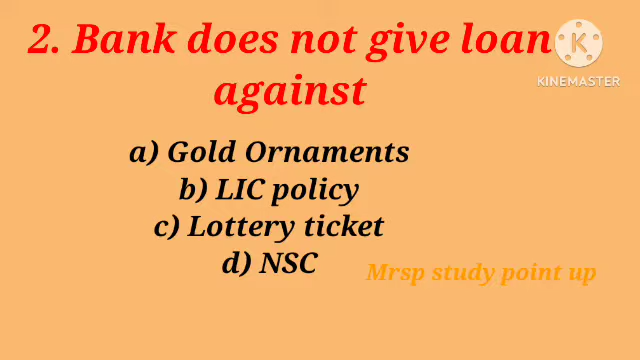 2. Bank does not give loan
against
K
KINEMASTER
a) Gold Ornaments
b) LIC policy
c) Lottery ticket
d) NSC
Mrsp study point up